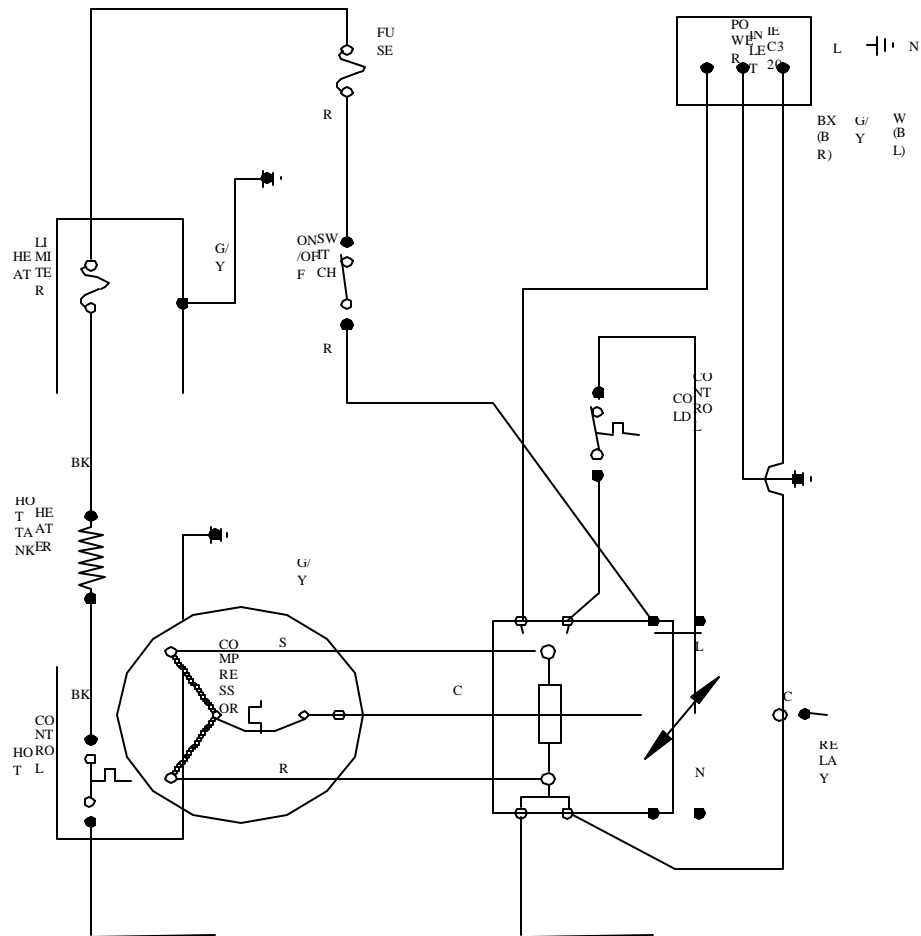 FU
SE
R
PO
WE
R
IN
LE
T
IE
C3
20
L
N
BX
(B
R)
G/
Y
W
(B
L)
HE
AT
LI
MI
TE
R
G/
Y
ON
/OF
F
SW
IT
CH
R
CO
LD
CO
NT
RO
L
BK
HO
T
TA
NK
HE
AT
ER
G/
Y
CO
MP
RE
SS
OR
S
C
R
BK
HO
T
CO
NT
RO
L
L
C
N
RE
LA
Y